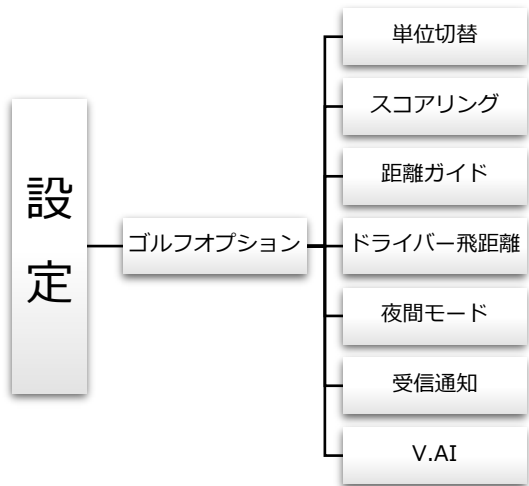 設定
ゴルフオプション
単位切替
スコアリング
距離ガイド
ドライバー飛距離
夜間モード
受信通知
V.AI